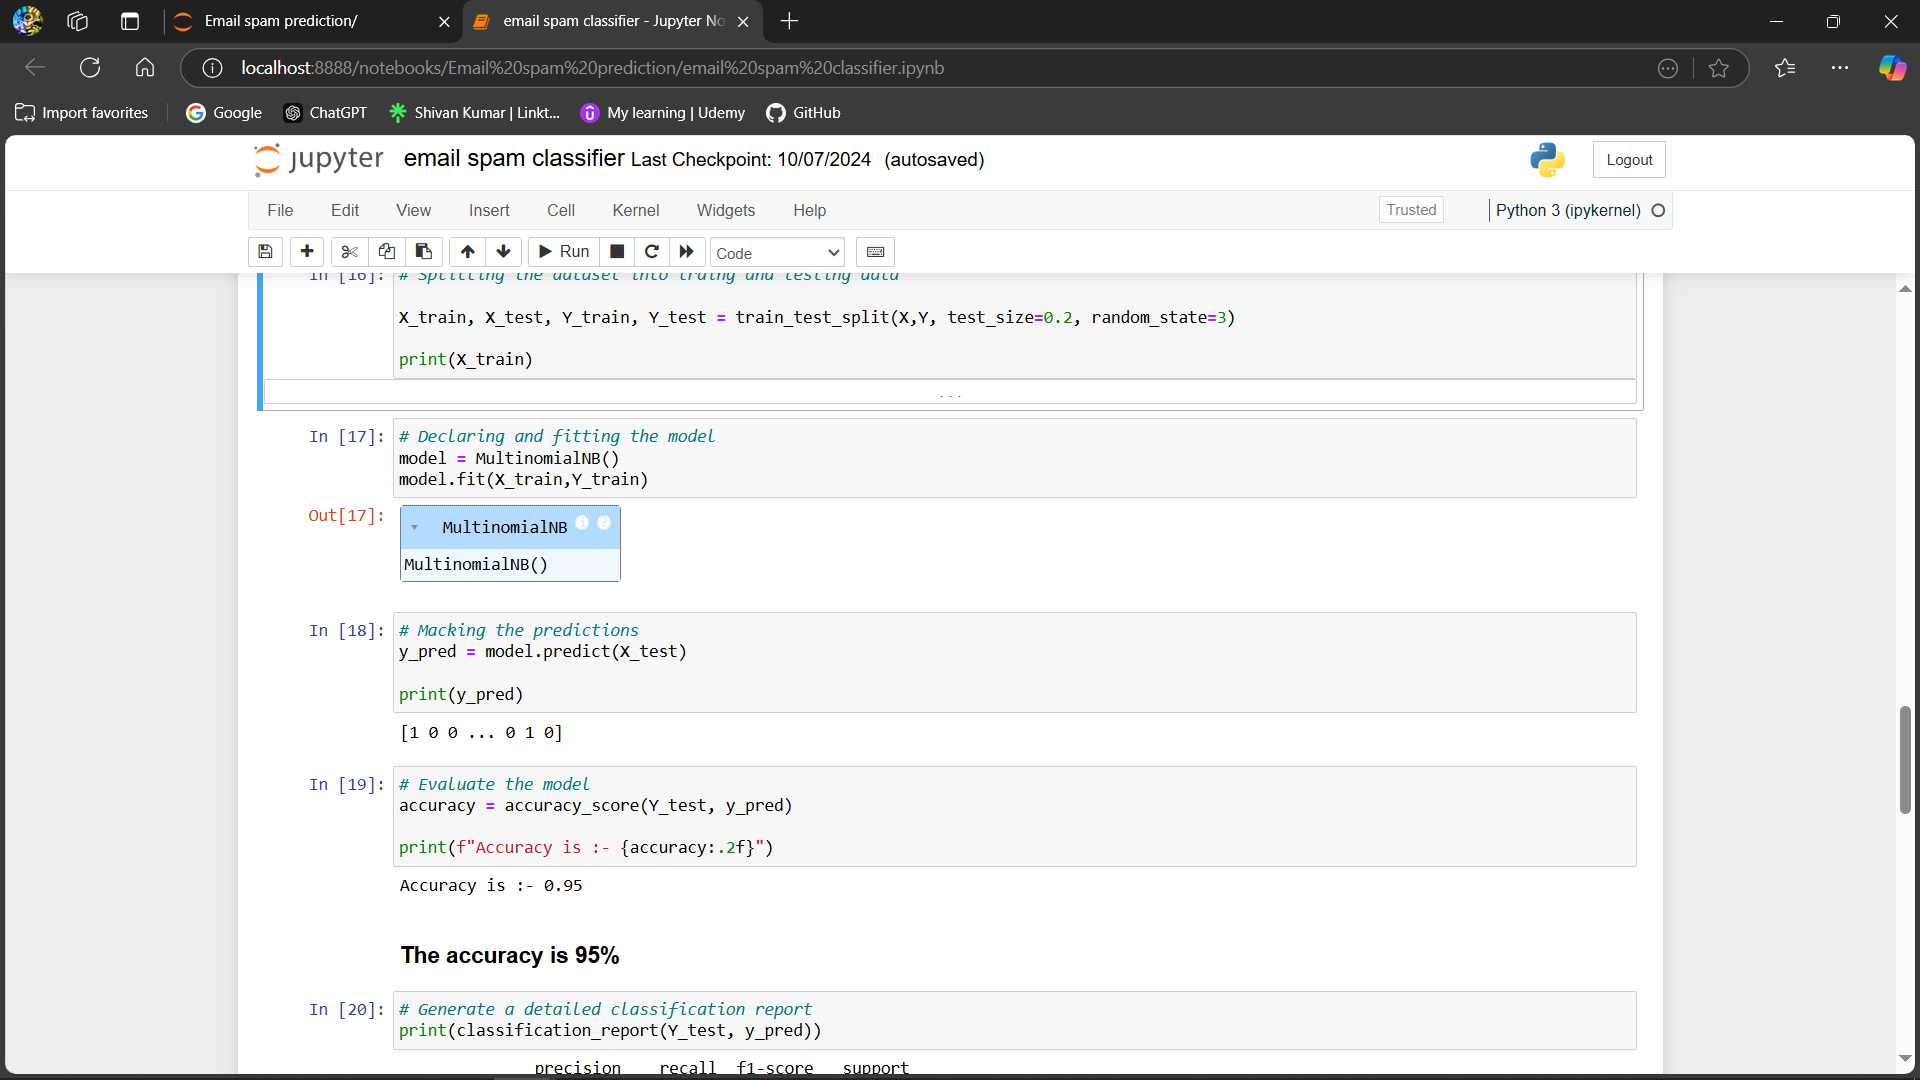 Email spam prediction/
email spam classifier - Jupyter No
localhost:8888/notebooks/Email%20spam%20prediction/email%20spam%20classifier.ipynb
Import favorites
Google
ChatGPT
Shivan Kumar | Linkt...
My learning | Udemy
GitHub
jupyter email spam classifier Last Checkpoint: 10/07/2024 (autosaved)
Logout
File Edit View Insert Cell Kernel Widgets Help
Trusted
Python 3 (ipykernel)
Run
Code
In [16]: # Splitting the dataset into traing and testing data
X_train, X_test, Y_train, Y_test = train_test_split(X,Y, test_size=0.2, random_state=3)
print(X_train)
...
In [17]: # Declaring and fitting the model
model = MultinomialNB()
model.fit(X_train,Y_train)
Out[17]:
MultinomialNB i ?
MultinomialNB()
In [18]: # Macking the predictions
y_pred = model.predict(X_test)
print(y_pred)
[1 0 0 ... 0 1 0]
In [19]: # Evaluate the model
accuracy = accuracy_score(Y_test, y_pred)
print(f"Accuracy is :- {accuracy:.2f}")
Accuracy is :- 0.95
The accuracy is 95%
In [20]: # Generate a detailed classification report
print(classification_report(Y_test, y_pred))
precision recall f1-score support